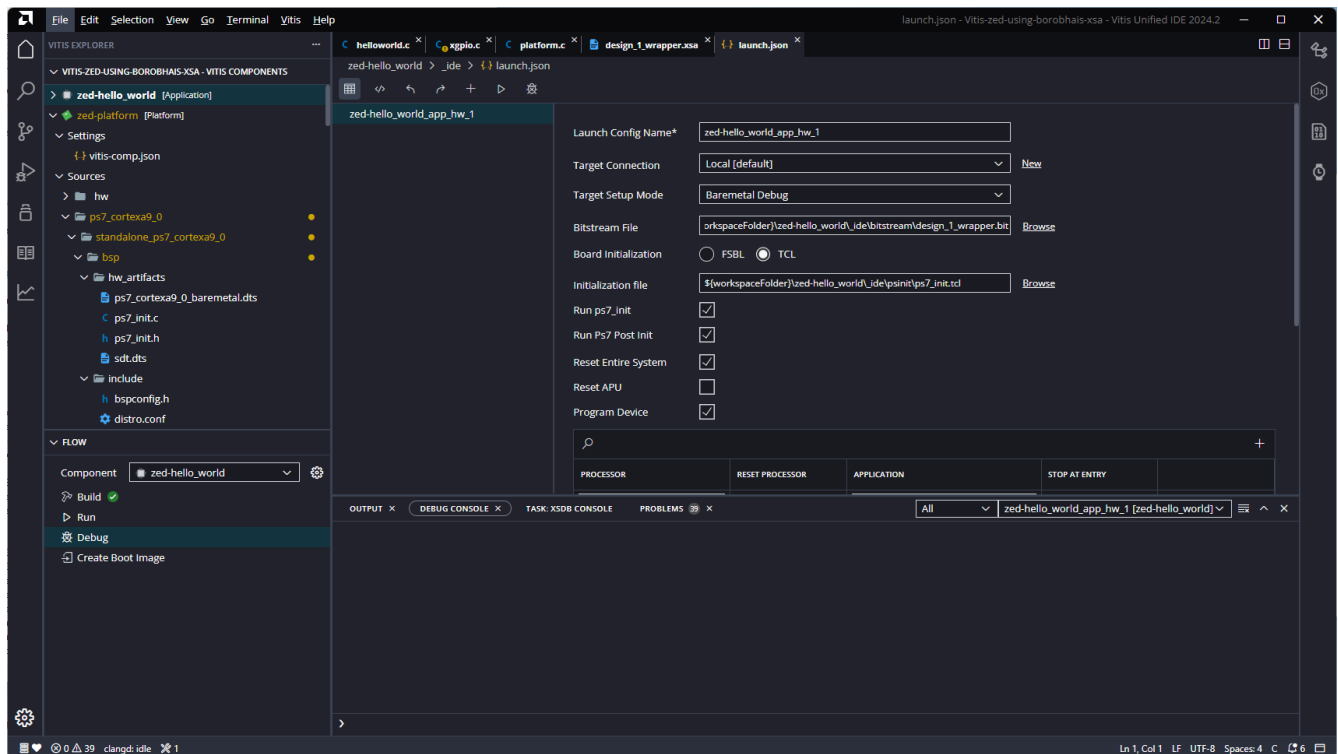 File Edit Selection View Go Terminal Vitis Help
launch.json - Vitis-zed-using-borobhais-xsa - Vitis Unified IDE 2024.2
VITIS EXPLORER
VITIS-ZED-USING-BOROBHAIS-XSA - VITIS COMPONENTS
zed-hello_world [Application]
zed-platform [Platform]
Settings
{.} vitis-comp.json
Sources
hw
ps7_cortexa9_0
standalone_ps7_cortexa9_0
bsp
hw_artifacts
ps7_cortexa9_0_baremetal.dts
C ps7_init.c
h ps7_init.h
sdt.dts
include
h bspconfig.h
distro.conf
FLOW
Component zed-hello_world
Build
Run
Debug
Create Boot Image
C helloworld.c × C xgpio.c × C platform.c × design_1_wrapper.xsa × {.} launch.json ×
zed-hello_world > _ide > {.} launch.json
zed-hello_world_app_hw_1
Launch Config Name* zed-hello_world_app_hw_1
Target Connection Local [default] New
Target Setup Mode Baremetal Debug
Bitstream File orkspaceFolder}\zed-hello_world\_ide\bitstream\design_1_wrapper.bit Browse
Board Initialization FSBL TCL
Initialization file ${workspaceFolder}\zed-hello_world\_ide\psinit\ps7_init.tcl Browse
Run ps7_init
Run Ps7 Post Init
Reset Entire System
Reset APU
Program Device
PROCESSOR RESET PROCESSOR APPLICATION STOP AT ENTRY
OUTPUT × DEBUG CONSOLE × TASK: XSDB CONSOLE PROBLEMS 39 × All zed-hello_world_app_hw_1 [zed-hello_world]
0 39 clangd: idle 1
Ln 1, Col 1 LF UTF-8 Spaces: 4 C 6